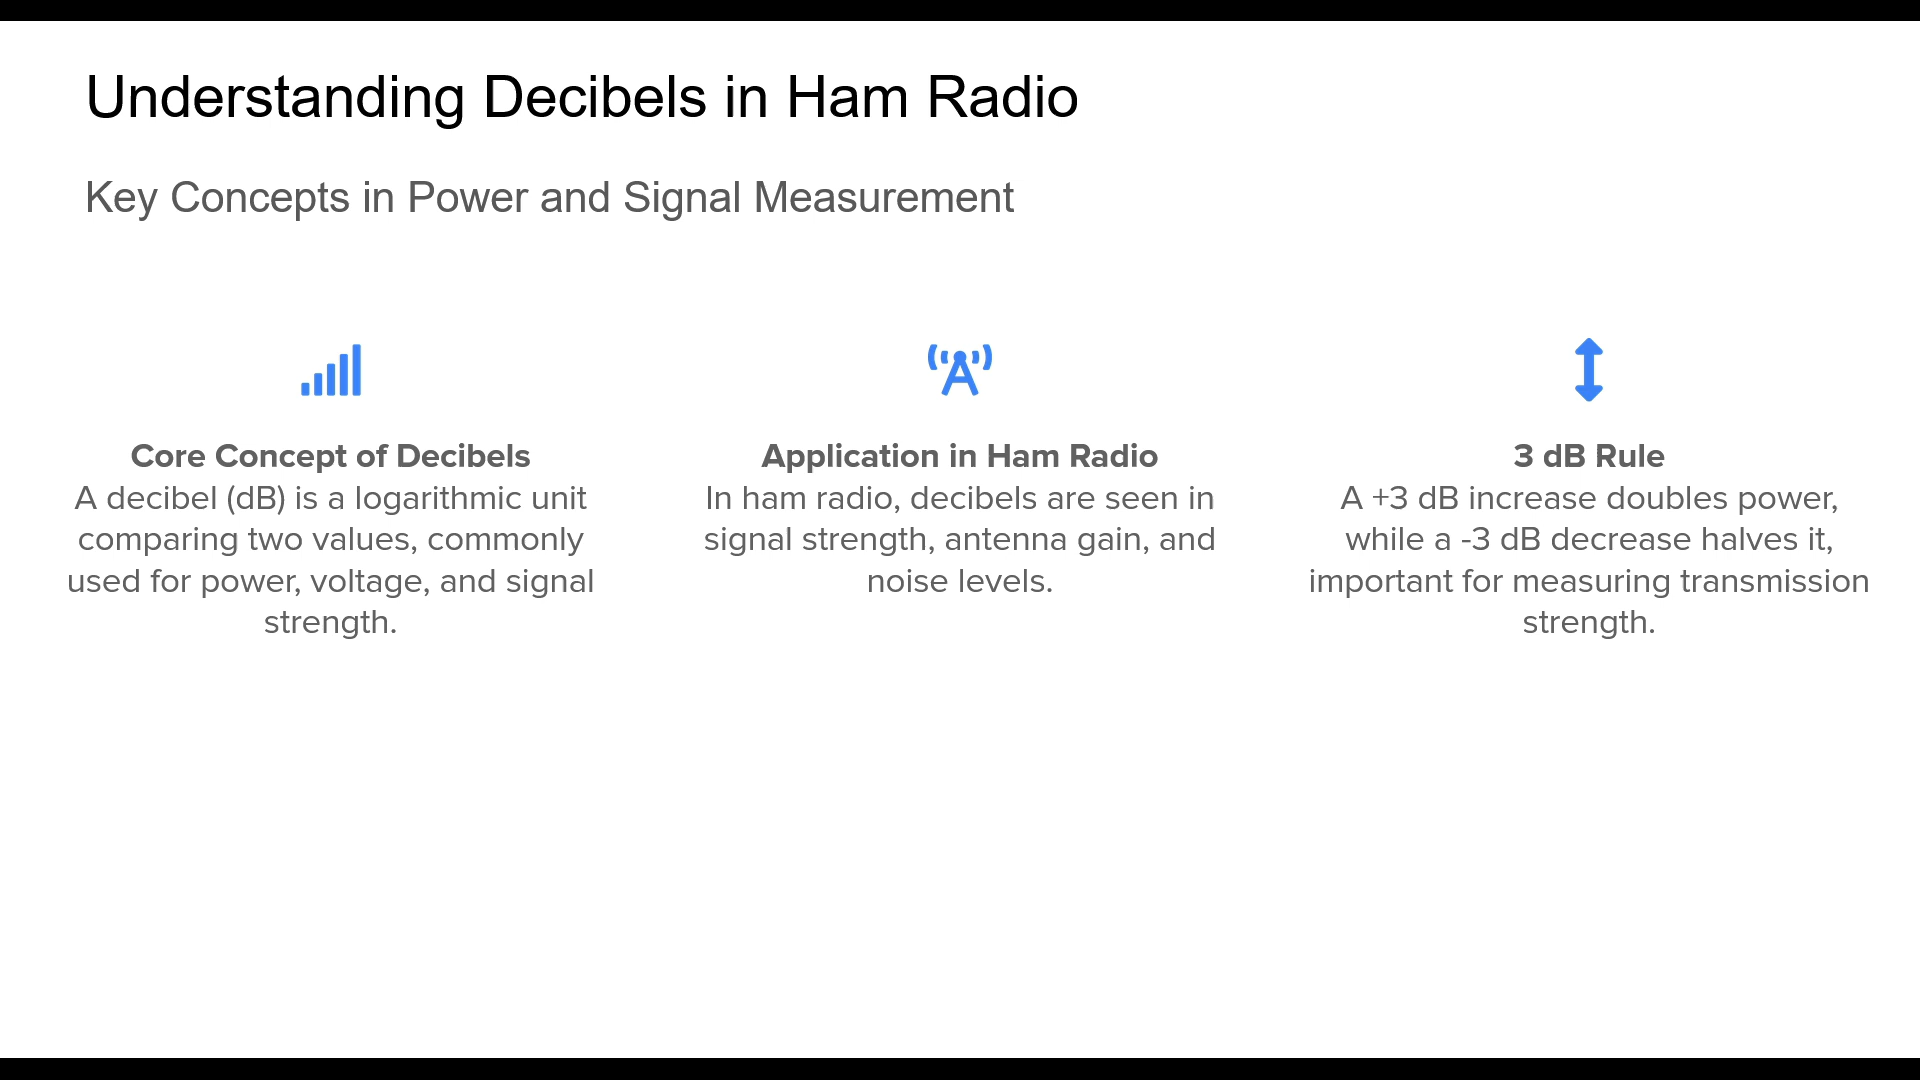 Understanding Decibels in Ham Radio
Key Concepts in Power and Signal Measurement
Core Concept of Decibels
A decibel (dB) is a logarithmic unit
comparing two values, commonly
used for power, voltage, and signal
strength.
Application in Ham Radio
In ham radio, decibels are seen in
signal strength, antenna gain, and
noise levels.
3 dB Rule
A +3 dB increase doubles power,
while a -3 dB decrease halves it,
important for measuring transmission
strength.